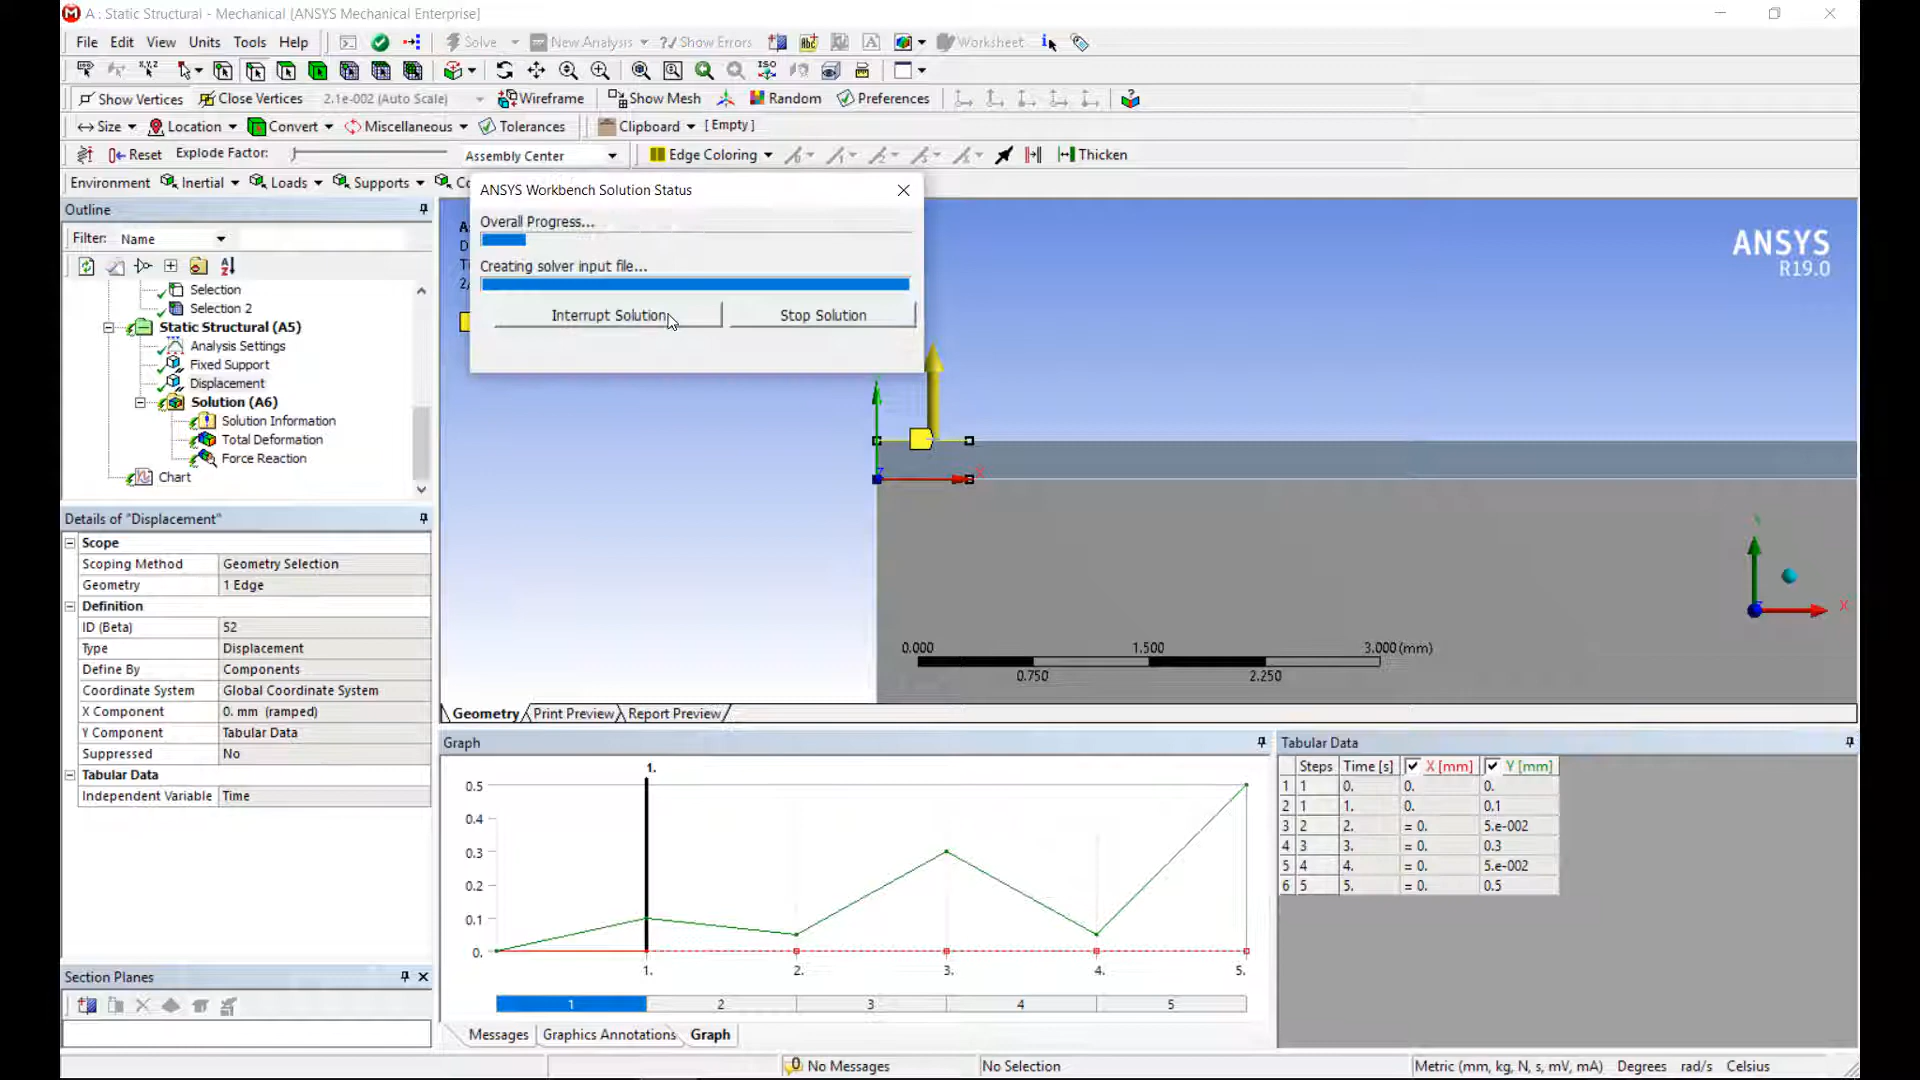 A : Static Structural - Mechanical [ANSYS Mechanical Enterprise]
File Edit View Units Tools Help Solve New Analysis ?/ Show Errors Worksheet
ISO
Show Vertices Close Vertices 2.1e-002 (Auto Scale) Wireframe Show Mesh Random Preferences
Size Location Convert Miscellaneous Tolerances Clipboard [ Empty ]
Reset Explode Factor: Assembly Center Edge Coloring Thicken
Environment Inertial Loads Supports
Outline
Filter: Name
Selection
Selection 2
Static Structural (A5)
Analysis Settings
Fixed Support
Displacement
Solution (A6)
Solution Information
Total Deformation
Force Reaction
Chart
Details of "Displacement"
Scope
Scoping Method Geometry Selection
Geometry 1 Edge
Definition
ID (Beta) 52
Type Displacement
Define By Components
Coordinate System Global Coordinate System
X Component 0. mm (ramped)
Y Component Tabular Data
Suppressed No
Tabular Data
Independent Variable Time
Section Planes
ANSYS Workbench Solution Status
Overall Progress...
Creating solver input file...
Interrupt Solution Stop Solution
ANSYS
R19.0
X
X
0.000 1.500 3.000 (mm)
0.750 2.250
Geometry Print Preview Report Preview
Graph
1.
0.5
0.4
0.3
0.2
0.1
0.
1. 2. 3. 4. 5.
1 2 3 4 5
Messages Graphics Annotations Graph
Tabular Data
Steps Time [s] X [mm] Y [mm]
1 1 0. 0. 0.
2 1 1. 0. 0.1
3 2 2. = 0. 5.e-002
4 3 3. = 0. 0.3
5 4 4. = 0. 5.e-002
6 5 5. = 0. 0.5
No Messages No Selection Metric (mm, kg, N, s, mV, mA) Degrees rad/s Celsius